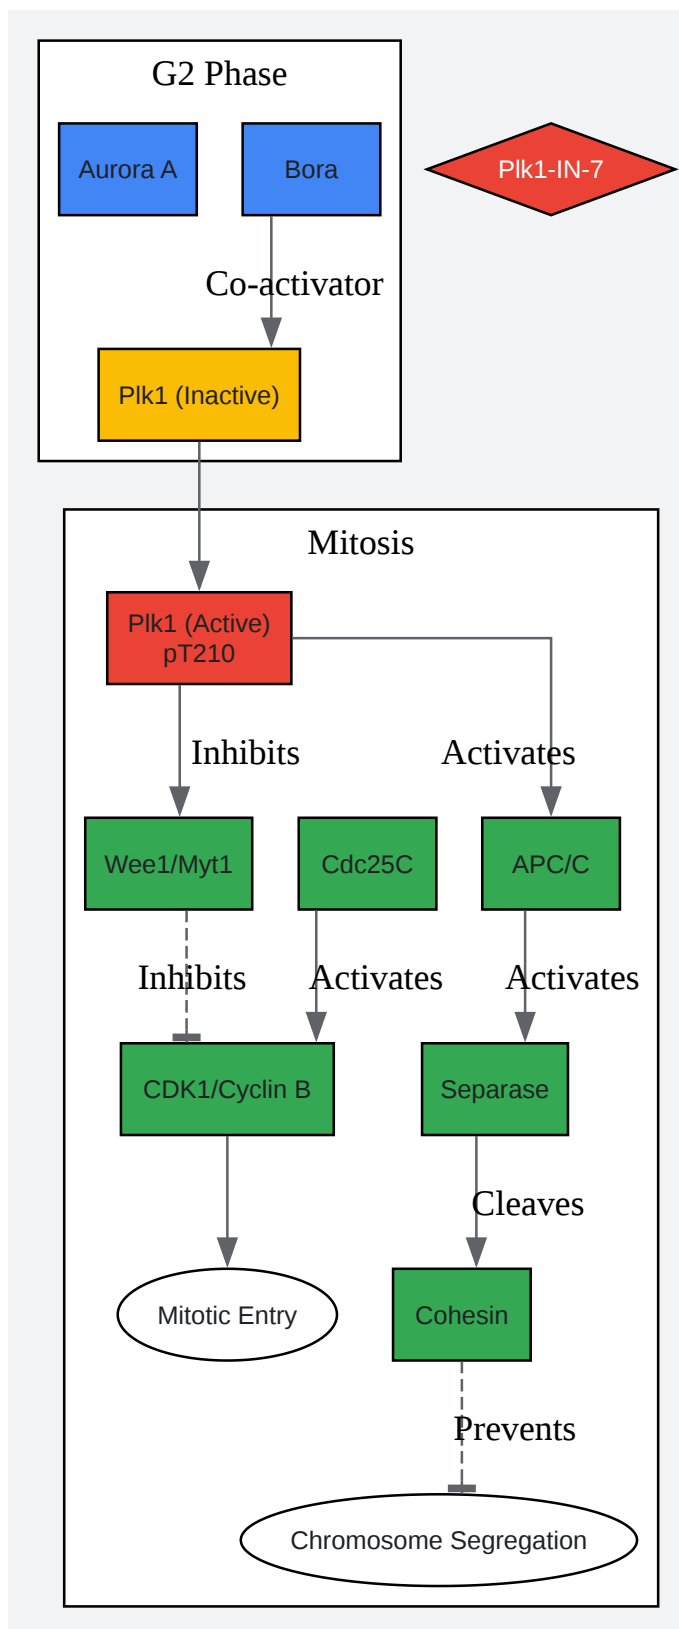 G2 Phase
Aurora A
Bora
Plk1-IN-7
Co-activator
Plk1 (Inactive)
Mitosis
Plk1 (Active)
pT210
Inhibits
Activates
Wee1/Myt1
Cdc25C
APC/C
Inhibits
Activates
Activates
CDK1/Cyclin B
Separase
Cleaves
Mitotic Entry
Cohesin
Prevents
Chromosome Segregation